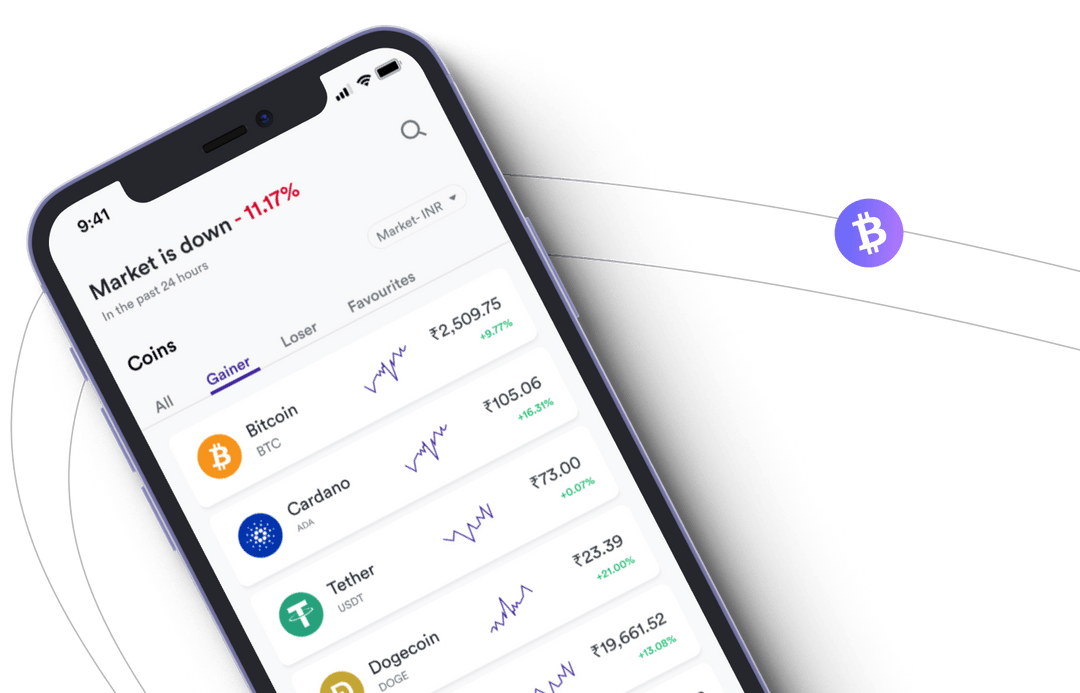 9:41
Market is down - 11.17%
In the past 24 hours
Market- INR
Coins
All
Gainer
Loser
Favourites
Bitcoin
BTC
₹2,509.75
+9.77%
Cardano
ADA
₹105.06
+16.31%
Tether
USDT
₹73.00
+0.07%
Dogecoin
DOGE
₹23.39
+21.00%
₹19,661.52
+13.08%